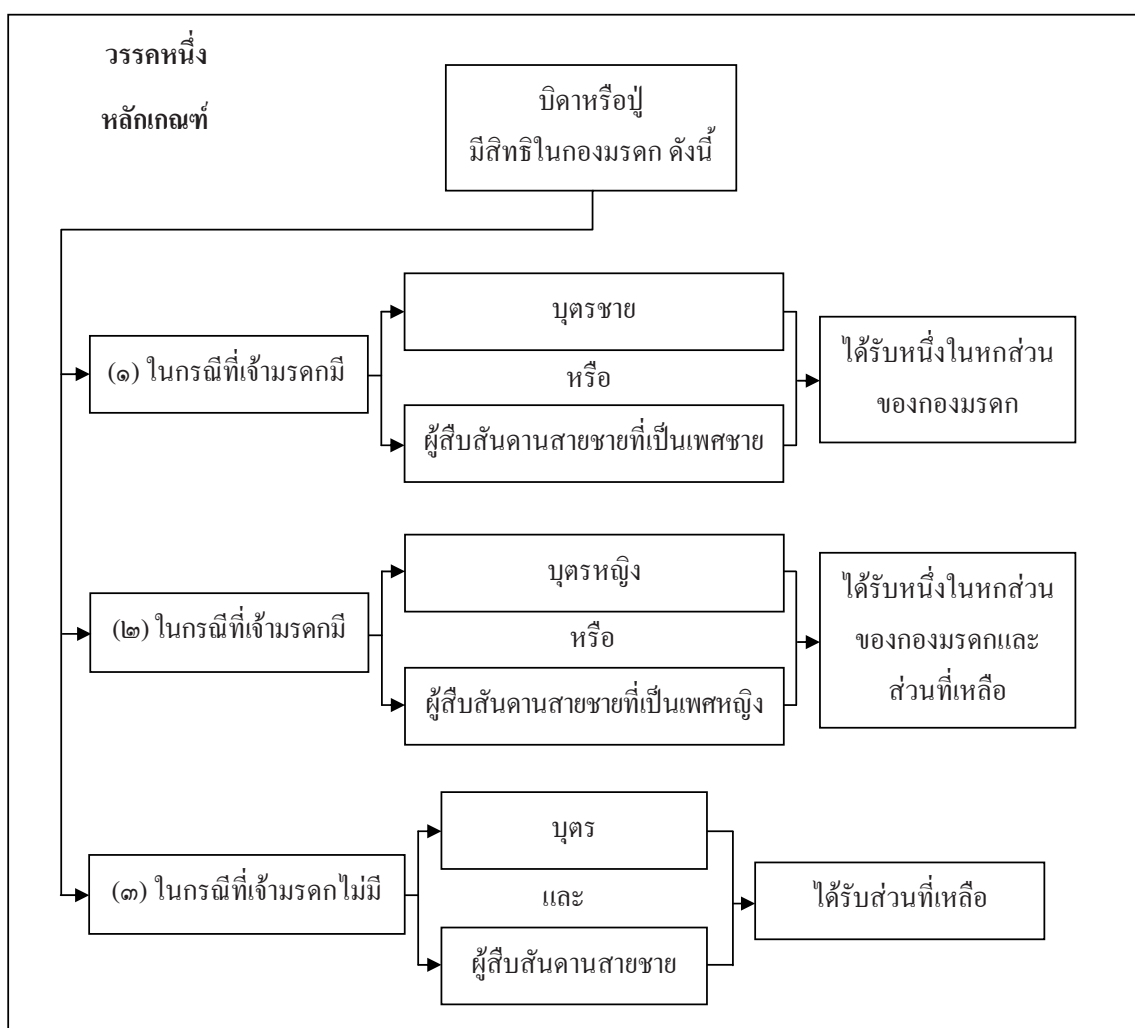 วรรคหนึ่ง
หลักเกณฑ์
บิดาหรือปู่
มีสิทธิในกองมรดก ดังนี้
(๑) ในกรณีที่เจ้ามรดกมี
บุตรชาย
หรือ
ผู้สืบสันดานสายชายที่เป็นเพศชาย
ได้รับหนึ่งในหกส่วน
ของกองมรดก
(๒) ในกรณีที่เจ้ามรดกมี
บุตรหญิง
หรือ
ผู้สืบสันดานสายชายที่เป็นเพศหญิง
ได้รับหนึ่งในหกส่วน
ของกองมรดกและ
ส่วนที่เหลือ
(๓) ในกรณีที่เจ้ามรดกไม่มี
บุตร
และ
ผู้สืบสันดานสายชาย
ได้รับส่วนที่เหลือ